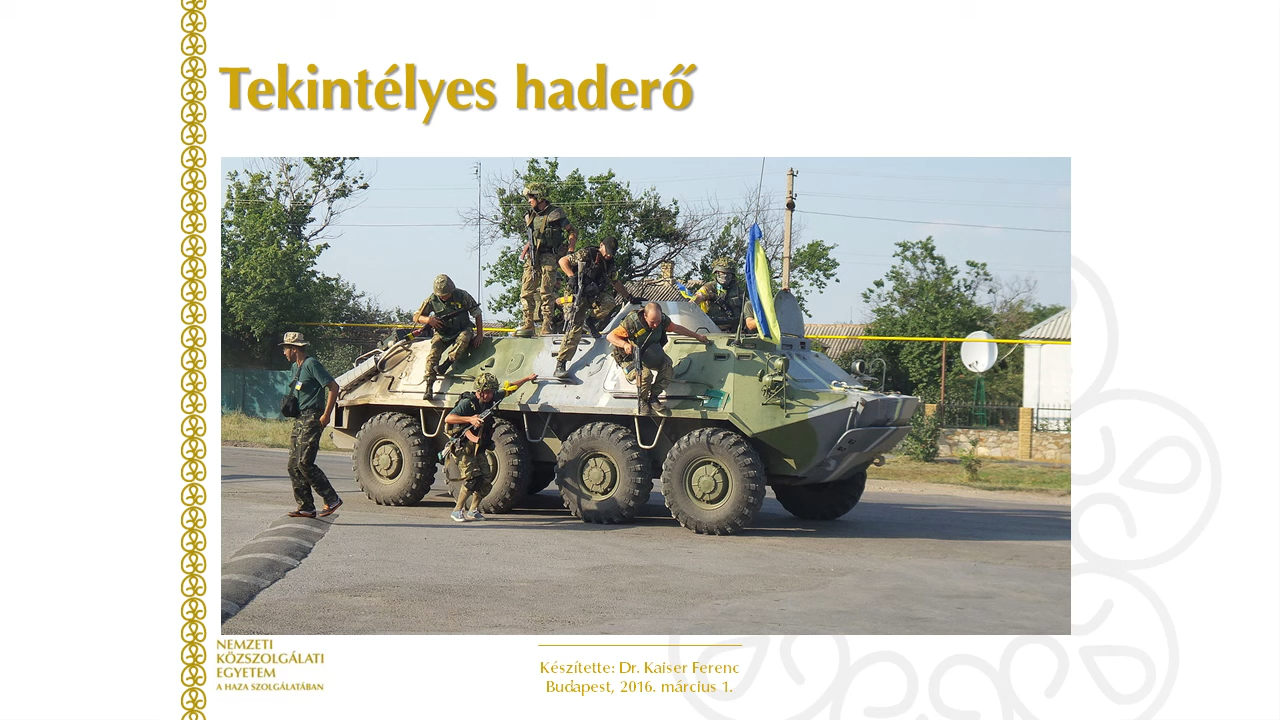 Tekintélyes haderő
NEMZETI
KÖZSZOLGÁLATI
EGYETEM
A HAZA SZOLGÁLATÁBAN
Készítette: Dr. Kaiser Ferenc
Budapest, 2016. március 1.